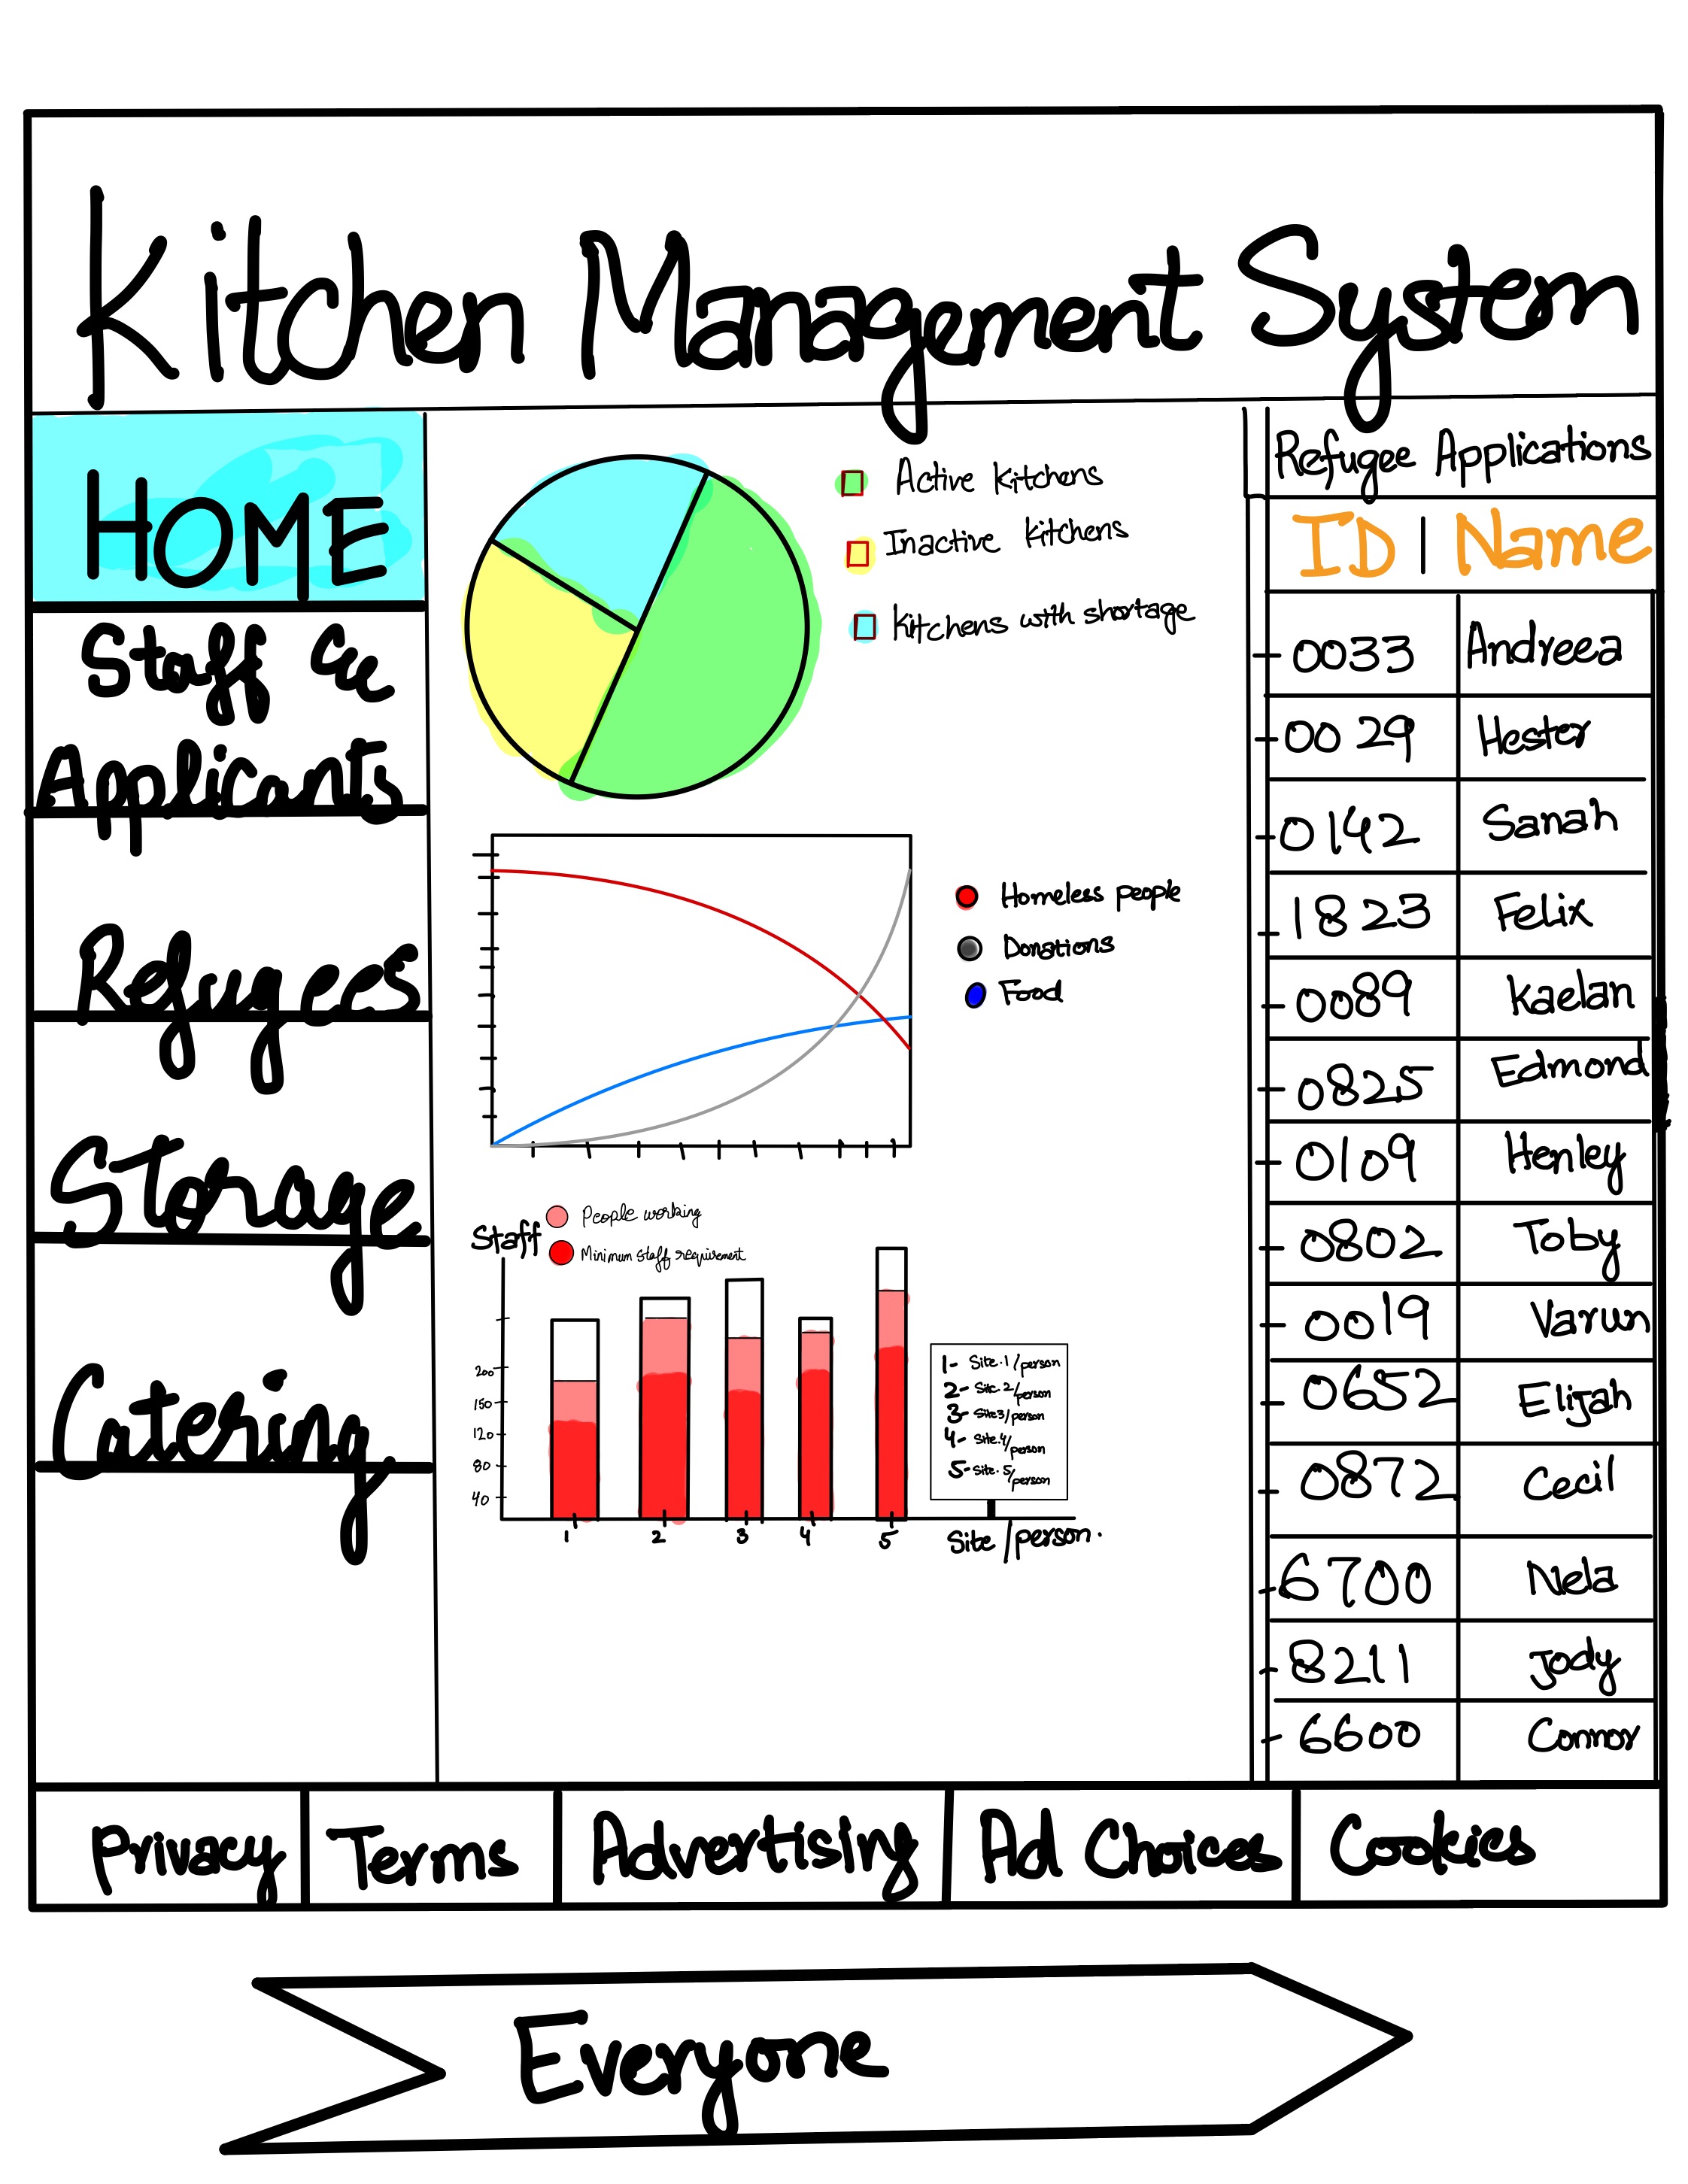 Kitchen Management System
HOME
Staff &
Applicants
Refugees
Storage
Catering
Active Kitchens
Inactive Kitchens
Kitchens with shortage
Homeless people
Donations
Food
People working
Staff
Minimum staff requirement
200
150
120
80
40
1 2 3 4 5
Site/person.
1- Site.1/person
2- Site 2/person
3- Site3/person
4- Site.4/person
5- Site.5/person
Refugee Applications
ID | Name
0033 Andreea
0029 Hester
0142 Sanah
1823 Felix
0089 Kaelan
0825 Edmond
0109 Henley
0802 Toby
0019 Varun
0652 Elijah
0872 Cecil
6700 Nela
8211 Jody
6600 Connor
Privacy Terms Advertising Ad Choices Cookies
Everyone